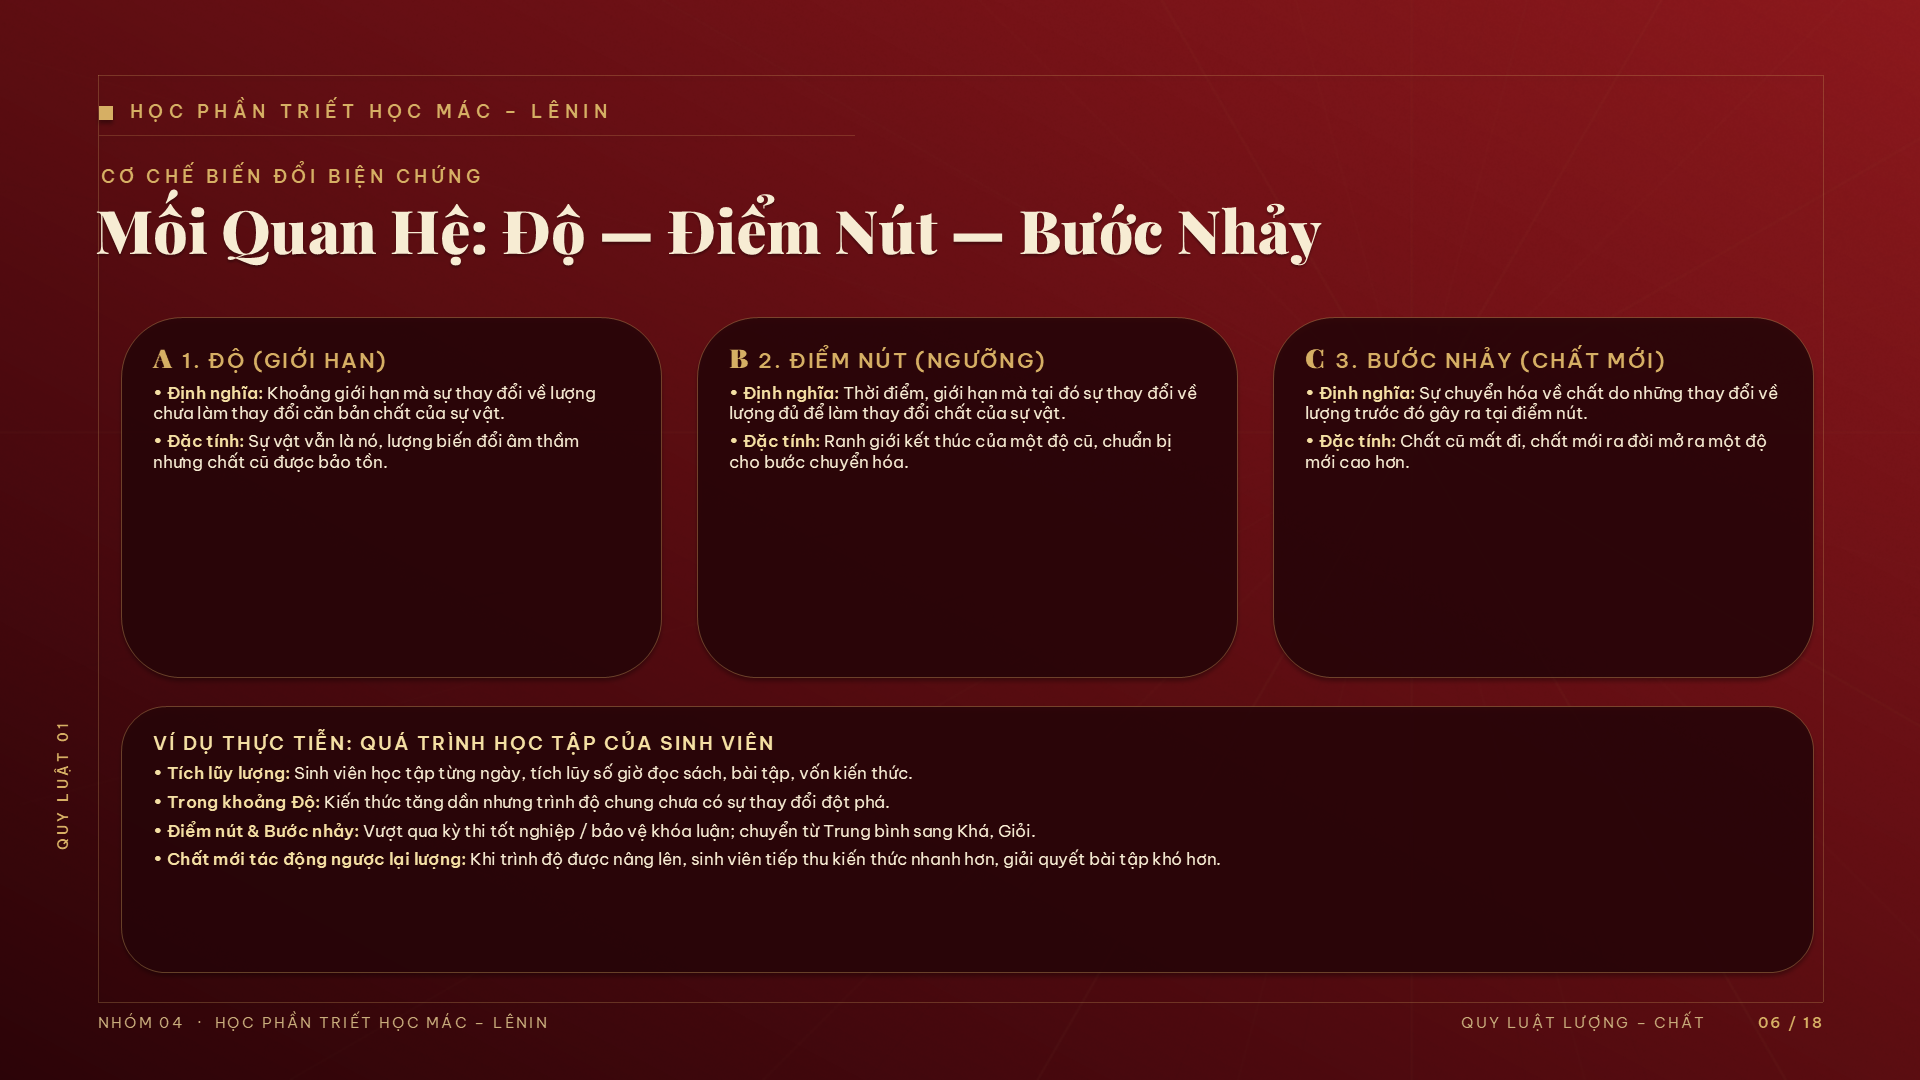 HỌC PHẦN TRIẾT HỌC MÁC – LÊNIN
CƠ CHẾ BIẾN ĐỔI BIỆN CHỨNG
Mối Quan Hệ: Độ — Điểm Nút — Bước Nhảy
A 1. ĐỘ (GIỚI HẠN)
• Định nghĩa: Khoảng giới hạn mà sự thay đổi về lượng
chưa làm thay đổi căn bản chất của sự vật.
• Đặc tính: Sự vật vẫn là nó, lượng biến đổi âm thầm
nhưng chất cũ được bảo tồn.
B 2. ĐIỂM NÚT (NGƯỠNG)
• Định nghĩa: Thời điểm, giới hạn mà tại đó sự thay đổi về
lượng đủ để làm thay đổi chất của sự vật.
• Đặc tính: Ranh giới kết thúc của một độ cũ, chuẩn bị
cho bước chuyển hóa.
C 3. BƯỚC NHẢY (CHẤT MỚI)
• Định nghĩa: Sự chuyển hóa về chất do những thay đổi về
lượng trước đó gây ra tại điểm nút.
• Đặc tính: Chất cũ mất đi, chất mới ra đời mở ra một độ
mới cao hơn.
VÍ DỤ THỰC TIỄN: QUÁ TRÌNH HỌC TẬP CỦA SINH VIÊN
• Tích lũy lượng: Sinh viên học tập từng ngày, tích lũy số giờ đọc sách, bài tập, vốn kiến thức.
• Trong khoảng Độ: Kiến thức tăng dần nhưng trình độ chung chưa có sự thay đổi đột phá.
• Điểm nút & Bước nhảy: Vượt qua kỳ thi tốt nghiệp / bảo vệ khóa luận; chuyển từ Trung bình sang Khá, Giỏi.
• Chất mới tác động ngược lại lượng: Khi trình độ được nâng lên, sinh viên tiếp thu kiến thức nhanh hơn, giải quyết bài tập khó hơn.
QUY LUẬT 01
NHÓM 04 · HỌC PHẦN TRIẾT HỌC MÁC – LÊNIN
QUY LUẬT LƯỢNG – CHẤT 06 / 18